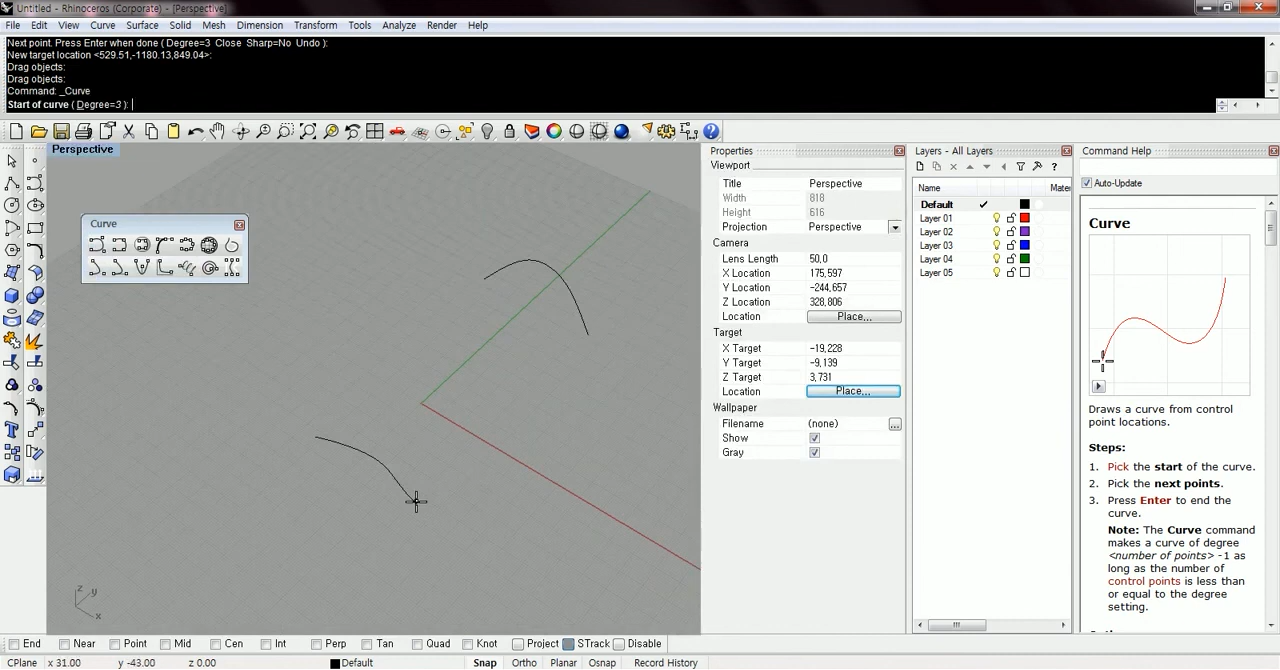 Untitled - Rhinoceros (Corporate) - [Perspective]
File Edit View Curve Surface Solid Mesh Dimension Transform Tools Analyze Render Help
Next point. Press Enter when done ( Degree=3 Close Sharp=No Undo ):
New target location <529.51,-1180.13,849.04>:
Drag objects:
Drag objects:
Command: _Curve
Start of curve ( Degree=3 ):
Perspective
Curve
Properties
Viewport
Title Perspective
Width 818
Height 616
Projection Perspective
Camera
Lens Length 50,0
X Location 175,597
Y Location -244,657
Z Location 328,806
Location Place...
Target
X Target -19,228
Y Target -9,139
Z Target 3,731
Location Place...
Wallpaper
Filename (none) ...
Show
Gray
Layers - All Layers
Name Mater
Default
Layer 01
Layer 02
Layer 03
Layer 04
Layer 05
Command Help
Auto-Update
Curve
Draws a curve from control
point locations.
Steps:
1. Pick the start of the curve.
2. Pick the next points.
3. Press Enter to end the
curve.
Note: The Curve command
makes a curve of degree
<number of points> -1 as
long as the number of
control points is less than
or equal to the degree
setting.
z y
x
End Near Point Mid Cen Int Perp Tan Quad Knot Project STrack Disable
CPlane x 31.00 y -43.00 z 0.00 Default Snap Ortho Planar Osnap Record History